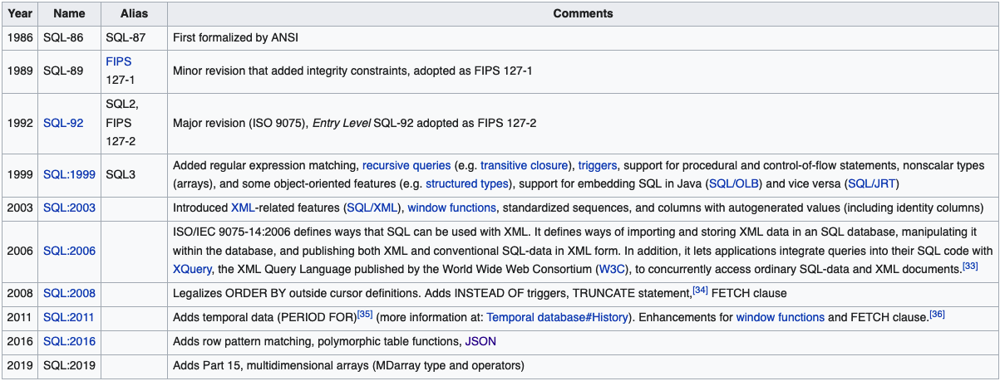 Year Name Alias Comments
1986 SQL-86 SQL-87 First formalized by ANSI
1989 SQL-89 FIPS
127-1 Minor revision that added integrity constraints, adopted as FIPS 127-1
1992 SQL-92 SQL2,
FIPS
127-2 Major revision (ISO 9075), Entry Level SQL-92 adopted as FIPS 127-2
1999 SQL:1999 SQL3 Added regular expression matching, recursive queries (e.g. transitive closure), triggers, support for procedural and control-of-flow statements, nonscalar types
(arrays), and some object-oriented features (e.g. structured types), support for embedding SQL in Java (SQL/OLB) and vice versa (SQL/JRT)
2003 SQL:2003 Introduced XML-related features (SQL/XML), window functions, standardized sequences, and columns with autogenerated values (including identity columns)
2006 SQL:2006 ISO/IEC 9075-14:2006 defines ways that SQL can be used with XML. It defines ways of importing and storing XML data in an SQL database, manipulating it
within the database, and publishing both XML and conventional SQL-data in XML form. In addition, it lets applications integrate queries into their SQL code with
XQuery, the XML Query Language published by the World Wide Web Consortium (W3C), to concurrently access ordinary SQL-data and XML documents.[33]
2008 SQL:2008 Legalizes ORDER BY outside cursor definitions. Adds INSTEAD OF triggers, TRUNCATE statement,[34] FETCH clause
2011 SQL:2011 Adds temporal data (PERIOD FOR)[35] (more information at: Temporal database#History). Enhancements for window functions and FETCH clause.[36]
2016 SQL:2016 Adds row pattern matching, polymorphic table functions, JSON
2019 SQL:2019 Adds Part 15, multidimensional arrays (MDarray type and operators)